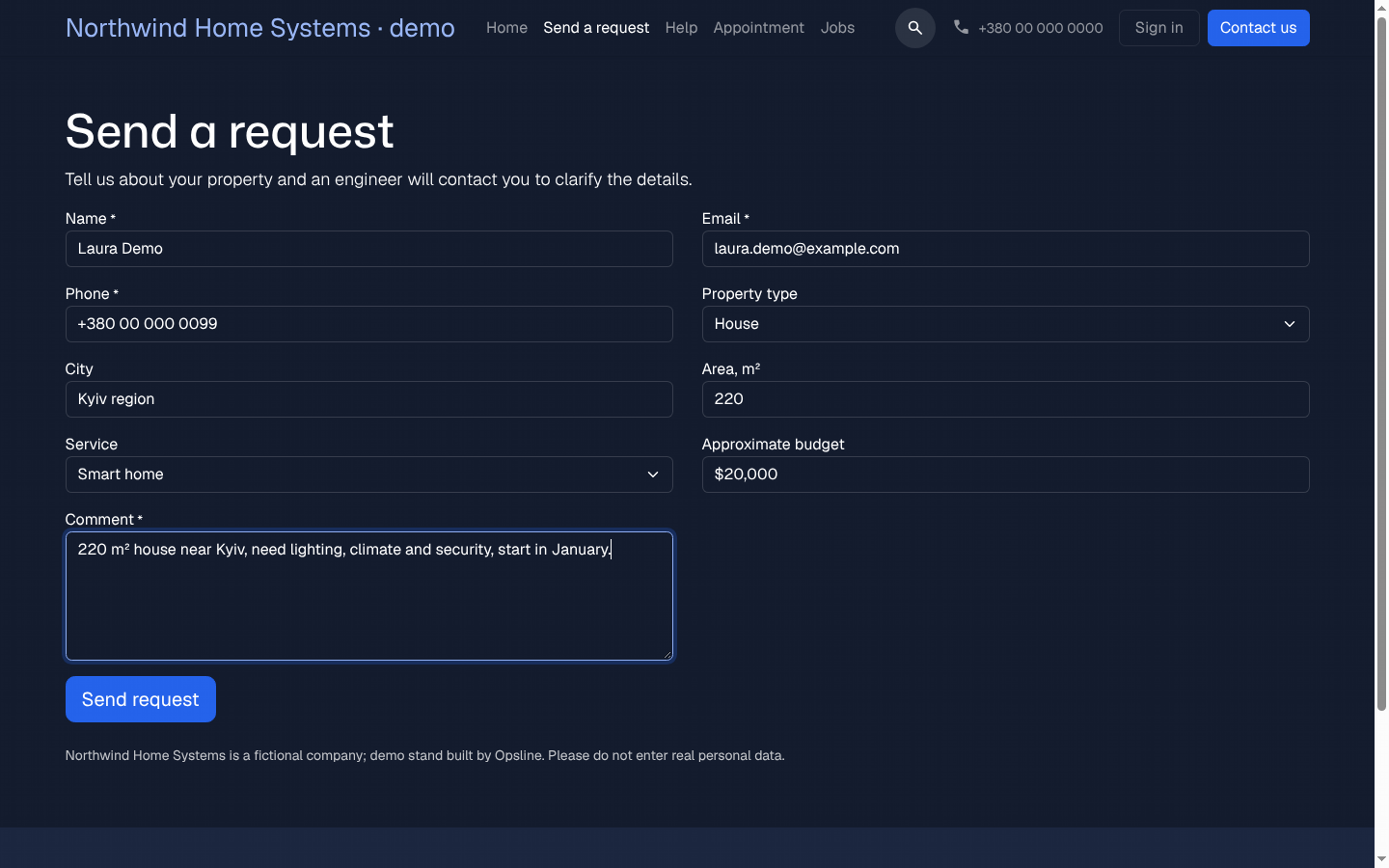 Northwind Home Systems · demo
Home
Send a request
Help
Appointment
Jobs
+380 00 000 0000
Sign in
Contact us
Send a request
Tell us about your property and an engineer will contact you to clarify the details.
Name *
Laura Demo
Email *
laura.demo@example.com
Phone *
+380 00 000 0099
Property type
House
City
Kyiv region
Area, m²
220
Service
Smart home
Approximate budget
$20,000
Comment *
220 m² house near Kyiv, need lighting, climate and security, start in January.
Send request
Northwind Home Systems is a fictional company; demo stand built by Opsline. Please do not enter real personal data.